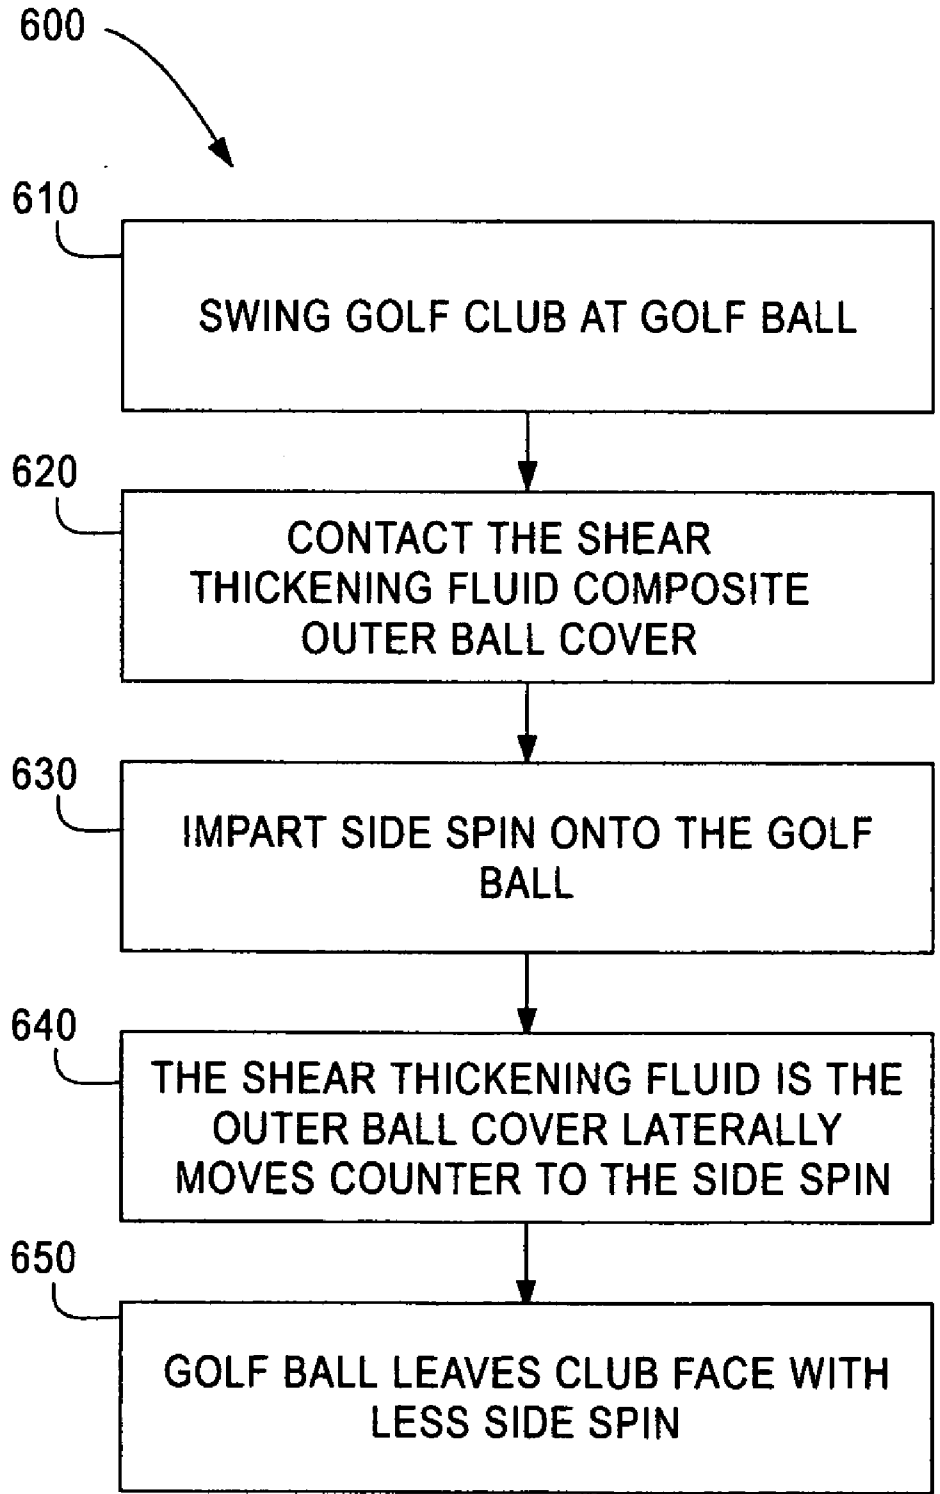 600
610
SWING GOLF CLUB AT GOLF BALL
620
CONTACT THE SHEAR
THICKENING FLUID COMPOSITE
OUTER BALL COVER
630
IMPART SIDE SPIN ONTO THE GOLF
BALL
640
THE SHEAR THICKENING FLUID IS THE
OUTER BALL COVER LATERALLY
MOVES COUNTER TO THE SIDE SPIN
650
GOLF BALL LEAVES CLUB FACE WITH
LESS SIDE SPIN